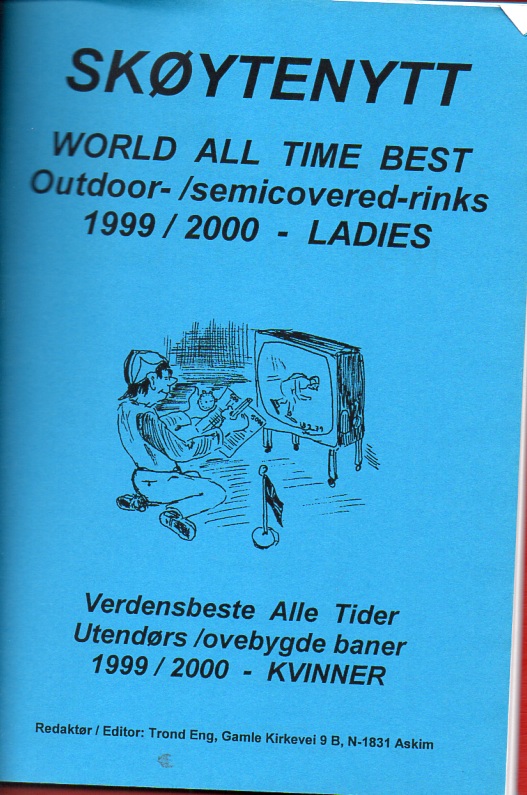 SKØYTENYTT
WORLD ALL TIME BEST
Outdoor- /semicovered-rinks
1999 / 2000 - LADIES
Verdensbeste Alle Tider
Utendørs /ovebygde baner
1999 / 2000 - KVINNER
Redaktør / Editor: Trond Eng, Gamle Kirkevei 9 B, N-1831 Askim